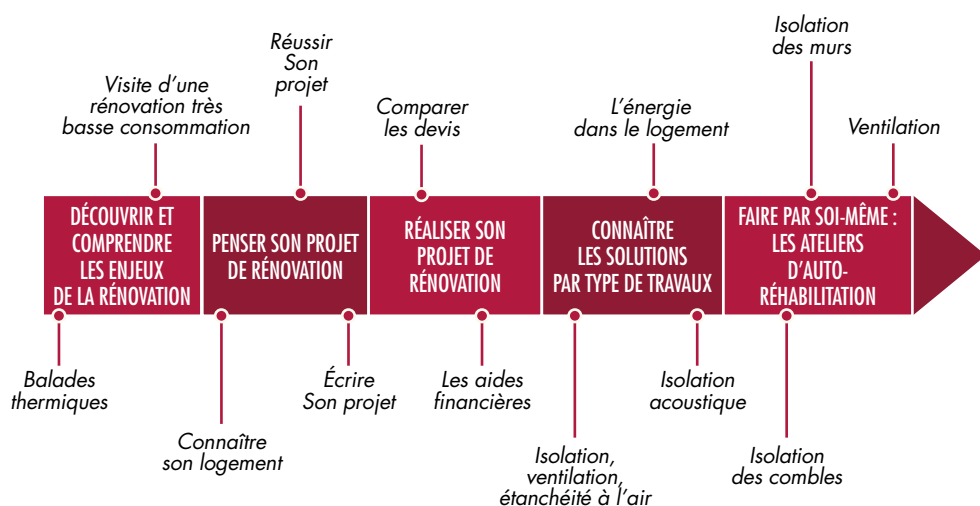 Visite d'une
rénovation très
basse consommation
Réussir
Son
projet
Comparer
les devis
L'énergie
dans le logement
Isolation
des murs
Ventilation
DÉCOUVRIR ET
COMPRENDRE
LES ENJEUX
DE LA RÉNOVATION
PENSER SON PROJET
DE RÉNOVATION
RÉALISER SON
PROJET DE
RÉNOVATION
CONNAÎTRE
LES SOLUTIONS
PAR TYPE DE TRAVAUX
FAIRE PAR SOI-MÊME :
LES ATELIERS
D'AUTO-
RÉHABILITATION
Balades
thermiques
Connaître
son logement
Écrire
Son projet
Les aides
financières
Isolation,
ventilation,
étanchéité à l'air
Isolation
acoustique
Isolation
des combles